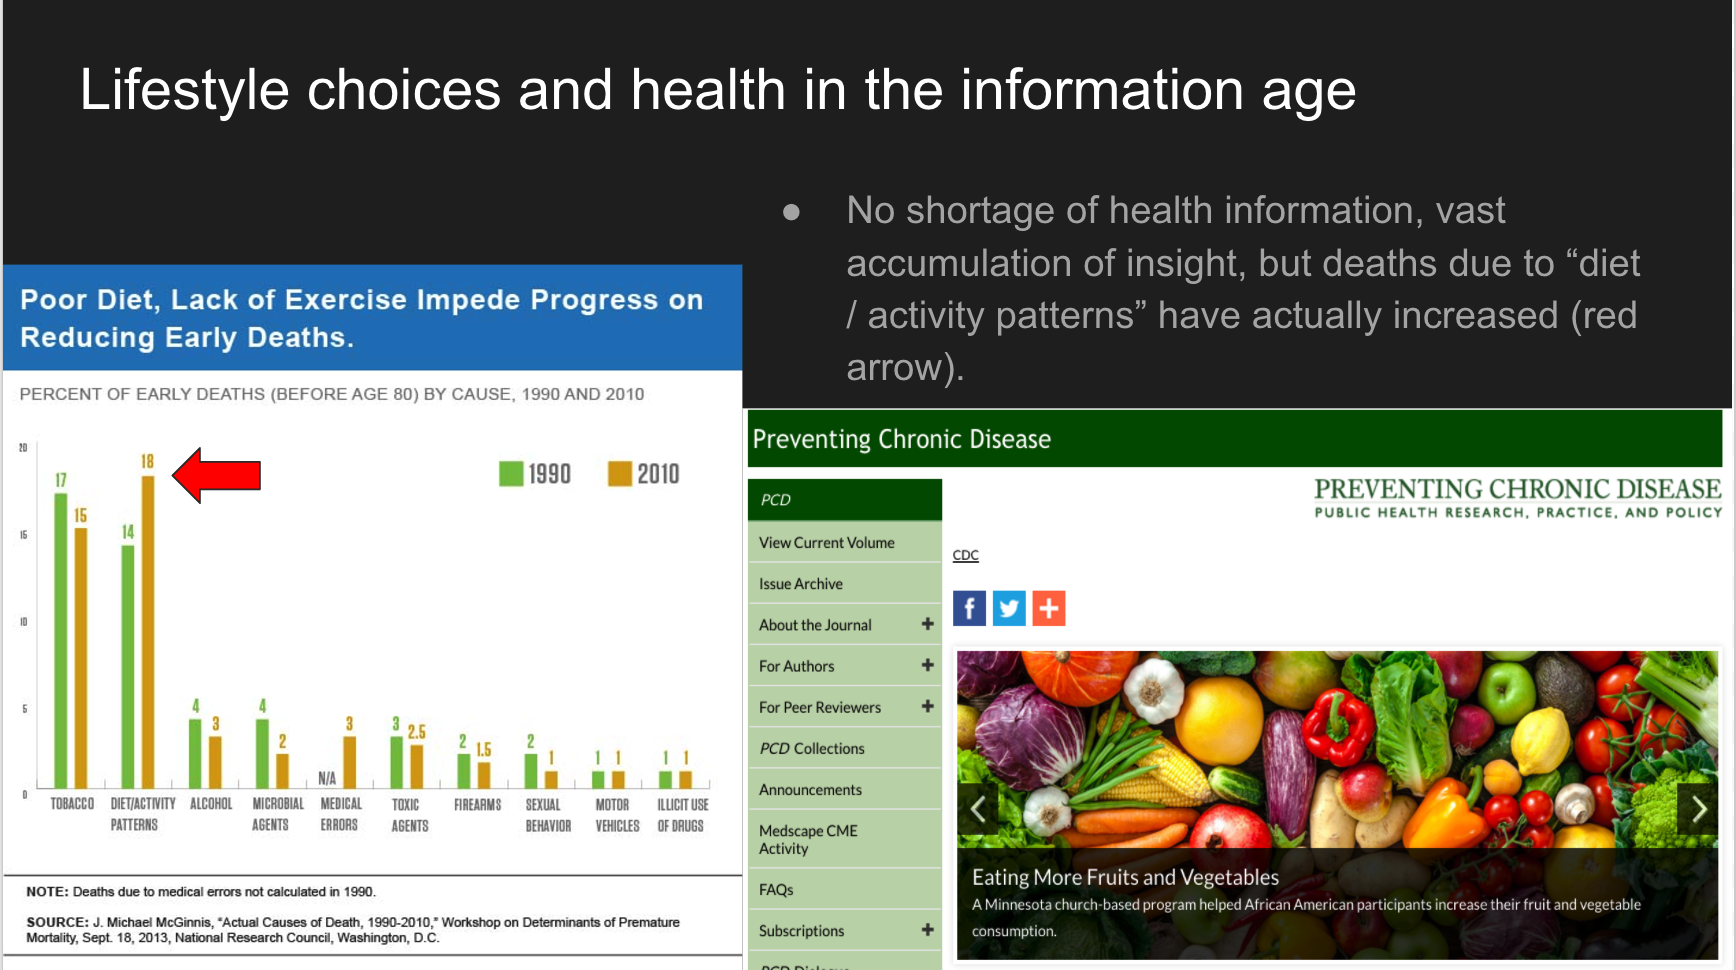 Lifestyle choices and health in the information age
● No shortage of health information, vast
accumulation of insight, but deaths due to “diet
/ activity patterns” have actually increased (red
arrow).
Poor Diet, Lack of Exercise Impede Progress on
Reducing Early Deaths.
PERCENT OF EARLY DEATHS (BEFORE AGE 80) BY CAUSE, 1990 AND 2010
20
15
10
5
0
1990 2010
17 15
14 18
4 3
4 2
N/A 3
3 2.5
2 1.5
2 1
1 1
1 1
TOBACCO
DIET/ACTIVITY
PATTERNS
ALCOHOL
MICROBIAL
AGENTS
MEDICAL
ERRORS
TOXIC
AGENTS
FIREARMS
SEXUAL
BEHAVIOR
MOTOR
VEHICLES
ILLICIT USE
OF DRUGS
NOTE: Deaths due to medical errors not calculated in 1990.
SOURCE: J. Michael McGinnis, “Actual Causes of Death, 1990-2010,” Workshop on Determinants of Premature
Mortality, Sept. 18, 2013, National Research Council, Washington, D.C.
Preventing Chronic Disease
PCD
View Current Volume
Issue Archive
About the Journal +
For Authors +
For Peer Reviewers +
PCD Collections
Announcements
Medscape CME
Activity
FAQs
Subscriptions +
PREVENTING CHRONIC DISEASE
PUBLIC HEALTH RESEARCH, PRACTICE, AND POLICY
CDC
Eating More Fruits and Vegetables
A Minnesota church-based program helped African American participants increase their fruit and vegetable
consumption.